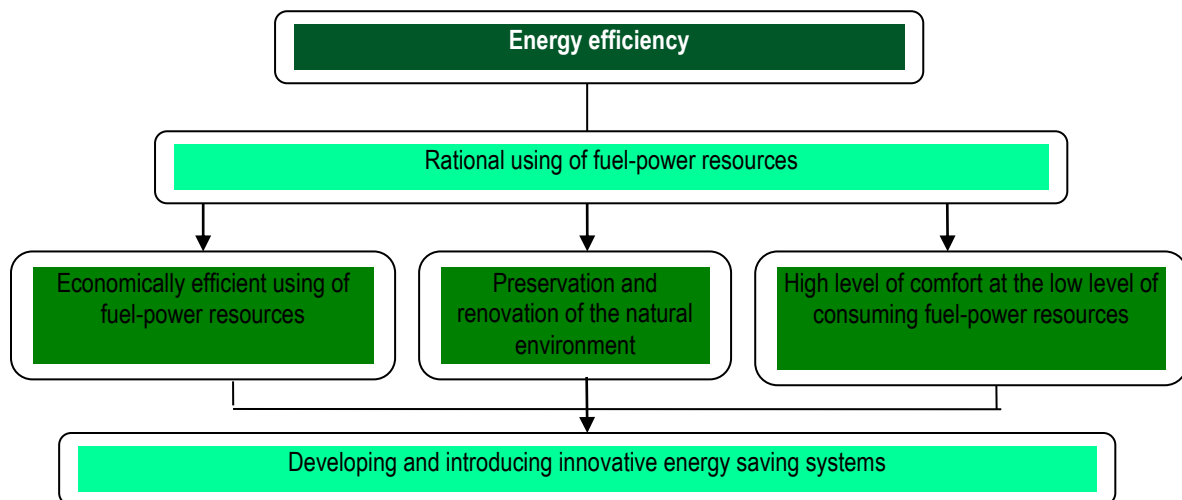 Energy efficiency
Rational using of fuel-power resources
Economically efficient using of
fuel-power resources
Preservation and
renovation of the natural
environment
High level of comfort at the low level of
consuming fuel-power resources
Developing and introducing innovative energy saving systems